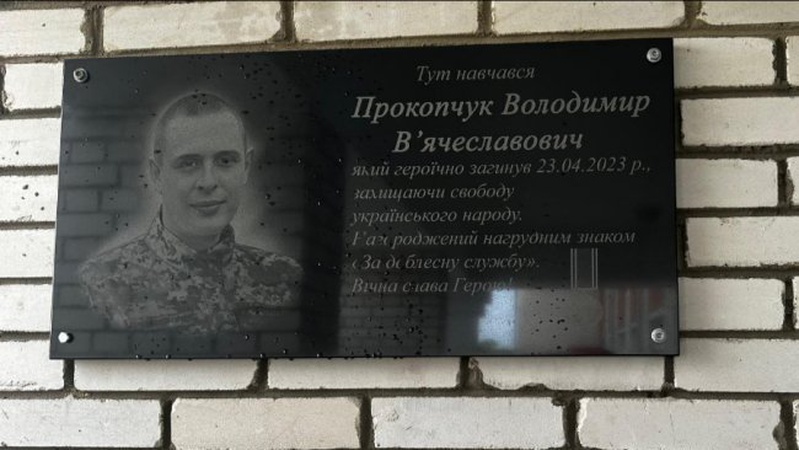 Тут навчався
Прокопчук Володимир
В'ячеславович
який героїчно загинув 23.04.2023 р.,
захищаючи свободу
українського народу.
Нагороджений нагрудним знаком
«За доблесну службу».
Вічна слава Герою!